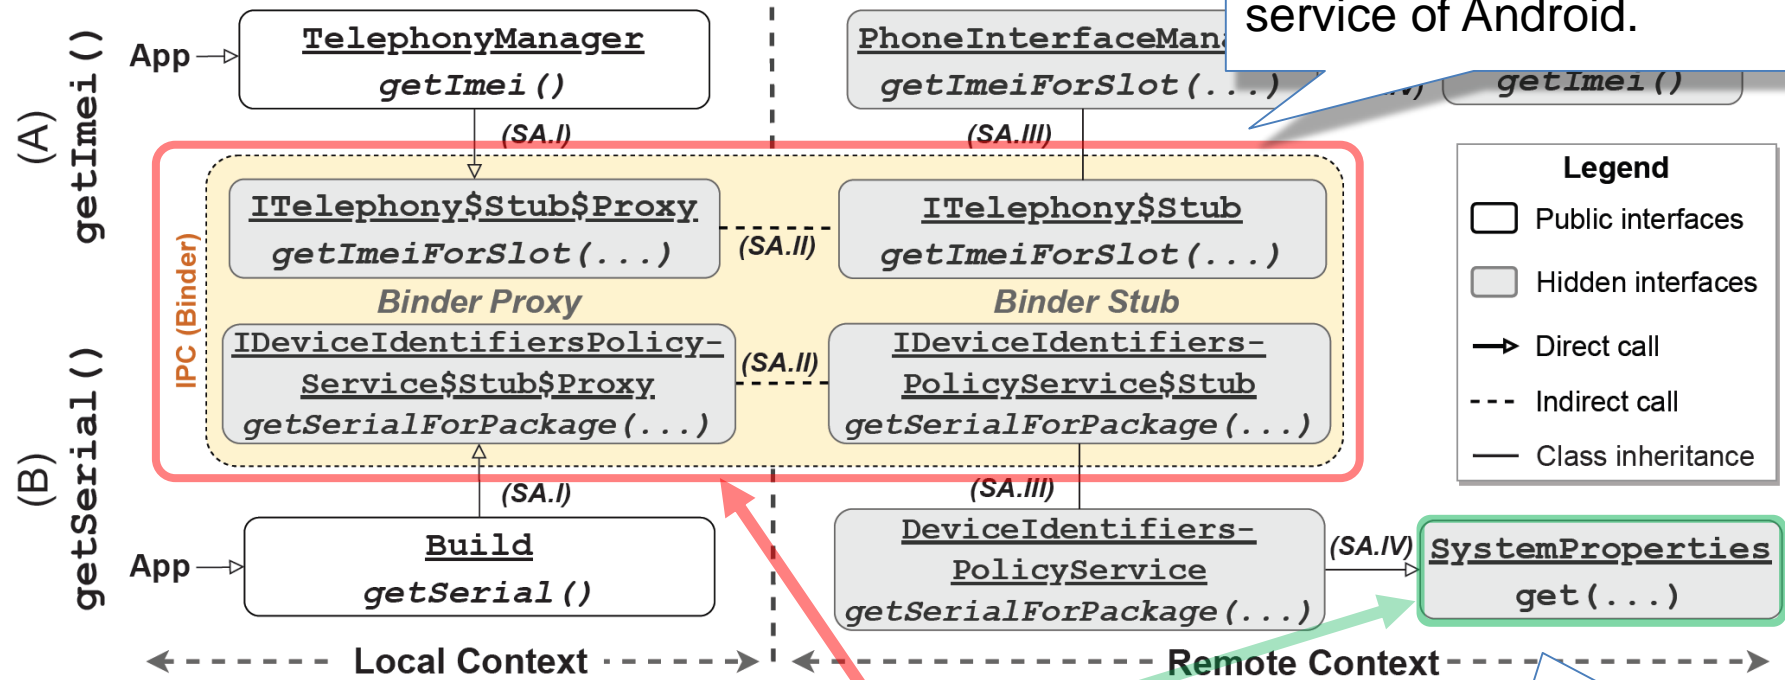 service of Android.
(A)
getImei()
App
TelephonyManager
getImei()
getImeiForSlot(...)
getImei()
(SA.I)
(SA.III)
IPC (Binder)
ITelephony$Stub$Proxy
getImeiForSlot(...)
(SA.II)
ITelephony$Stub
getImeiForSlot(...)
Binder Proxy
Binder Stub
IDeviceIdentifiersPolicy-
Service$Stub$Proxy
getSerialForPackage(...)
(SA.II)
IDeviceIdentifiers-
PolicyService$Stub
getSerialForPackage(...)
(B)
getSerial()
(SA.I)
(SA.III)
App
Build
getSerial()
DeviceIdentifiers-
PolicyService
getSerialForPackage(...)
(SA.IV)
SystemProperties
get(...)
Local Context
Remote Context
Legend
Public interfaces
Hidden interfaces
Direct call
Indirect call
Class inheritance